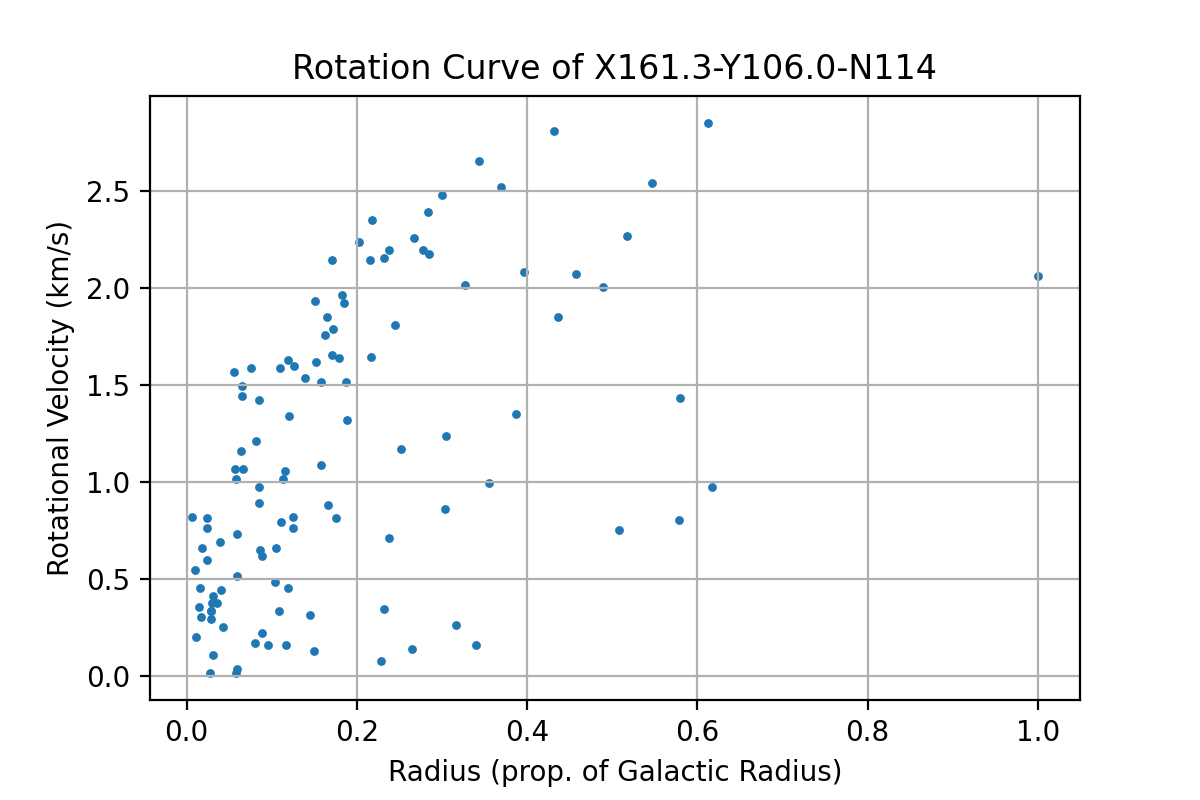 Rotation Curve of X161.3-Y106.0-N114
Rotational Velocity (km/s)
2.5
2.0
1.5
1.0
0.5
0.0
0.0 0.2 0.4 0.6 0.8 1.0
Radius (prop. of Galactic Radius)